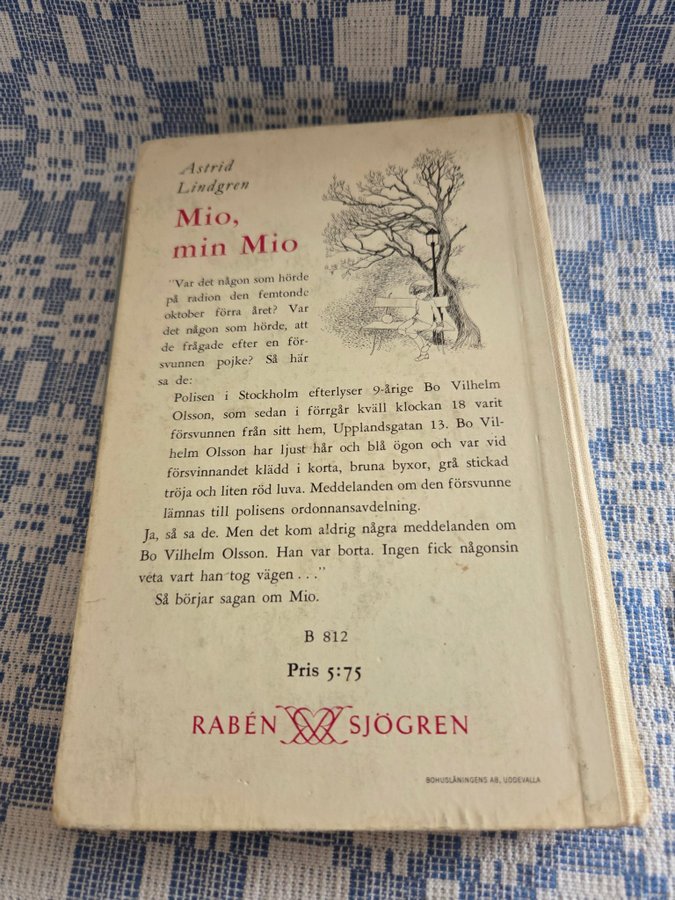 Astrid
Lindgren
Mio,
min Mio
"Var det någon som hörde
på radion den femtonde
oktober förra året? Var
det någon som hörde, att
de frågade efter en för-
svunnen pojke? Så här
sa de:
Polisen i Stockholm efterlyser 9-årige Bo Vilhelm
Olsson, som sedan i förrgår kväll klockan 18 varit
försvunnen från sitt hem, Upplandsgatan 13. Bo Vil-
helm Olsson har ljust hår och blå ögon och var vid
försvinnandet klädd i korta, bruna byxor, grå stickad
tröja och liten röd luva. Meddelanden om den försvunne
lämnas till polisens ordonnansavdelning.
Ja, så sa de. Men det kom aldrig några meddelanden om
Bo Vilhelm Olsson. Han var borta. Ingen fick någonsin
veta vart han tog vägen . . ."
Så börjar sagan om Mio.
B 812
Pris 5:75
RABÉN SJÖGREN
BOHUSLÄNINGENS AB, UDDEVALLA